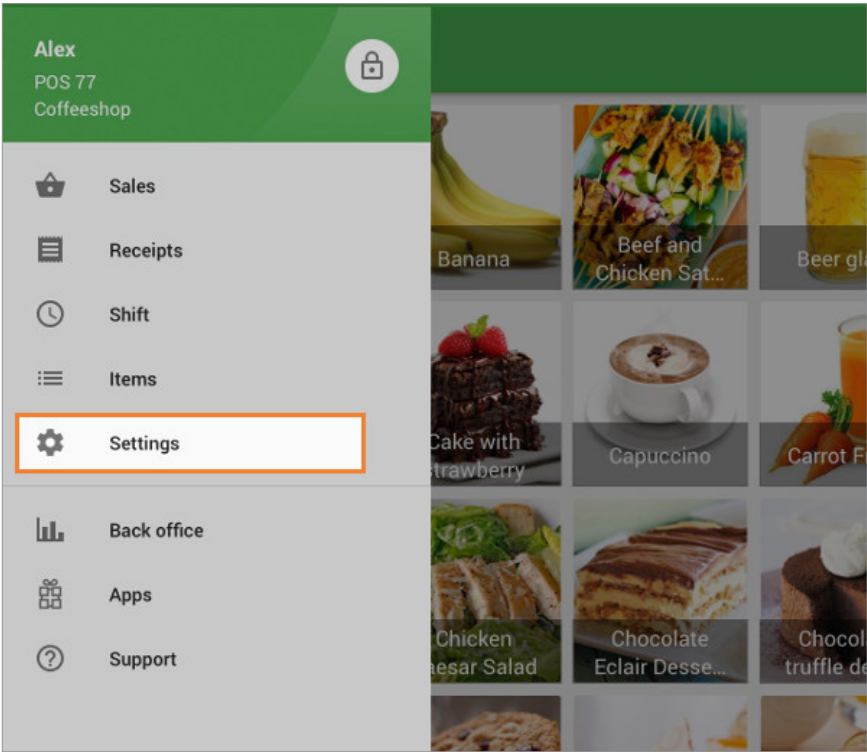 Alex
POS 77
Coffeeshop
Sales
Receipts
Shift
Items
Settings
Back office
Apps
Support
Banana
Beef and
Chicken Sat...
Beer gla
Cake with
strawberry
Capuccino
Carrot F
Chicken
aesar Salad
Chocolate
Eclair Desse...
Chocol
truffle de